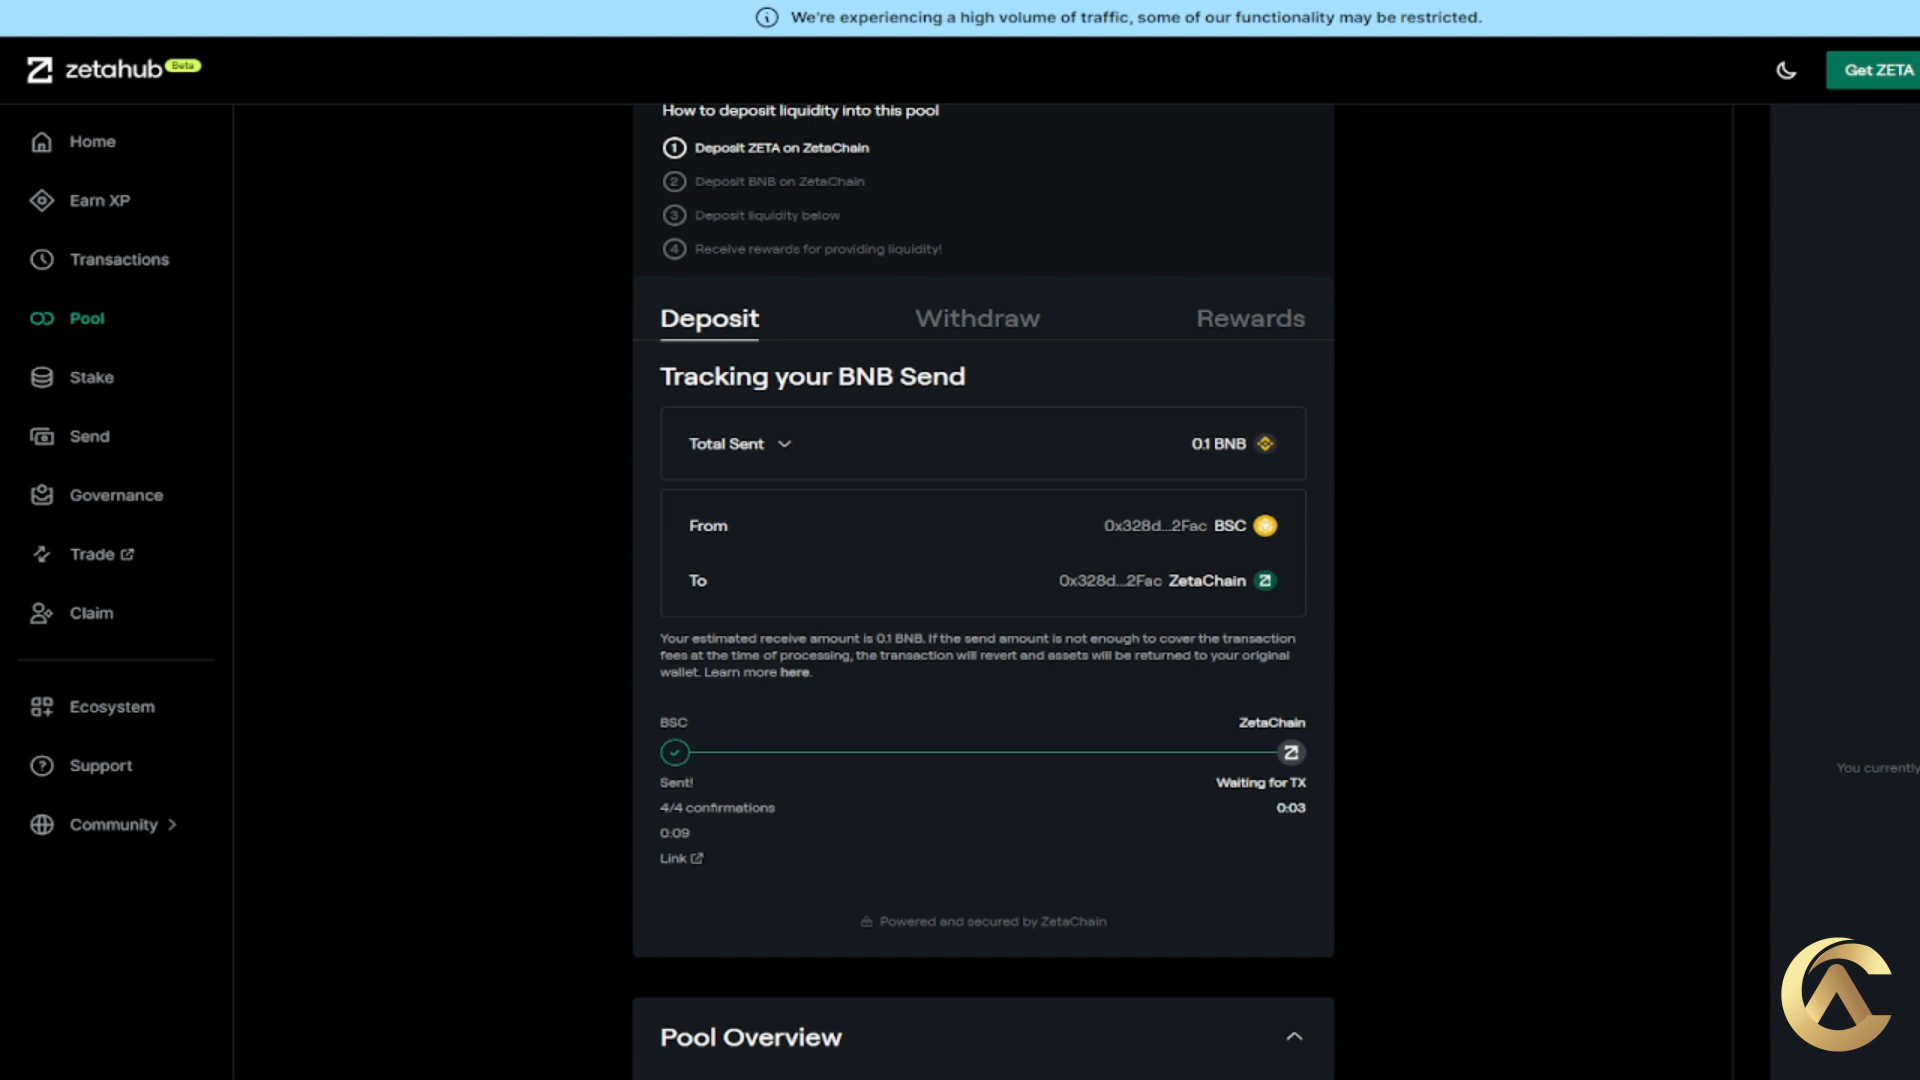 We're experiencing a high volume of traffic, some of our functionality may be restricted.
zetahub Beta
Get ZETA
Home
Earn XP
Transactions
Pool
Stake
Send
Governance
Trade
Claim
Ecosystem
Support
Community
How to deposit liquidity into this pool
1 Deposit ZETA on ZetaChain
2 Deposit BNB on ZetaChain
3 Deposit liquidity below
4 Receive rewards for providing liquidity!
Deposit Withdraw Rewards
Tracking your BNB Send
Total Sent 0.1 BNB
From 0x328d...2Fac BSC
To 0x328d...2Fac ZetaChain
Your estimated receive amount is 0.1 BNB. If the send amount is not enough to cover the transaction
fees at the time of processing, the transaction will revert and assets will be returned to your original
wallet. Learn more here.
BSC ZetaChain
Sent! Waiting for TX
4/4 confirmations 0:03
0:09
Link
Powered and secured by ZetaChain
Pool Overview
You currently